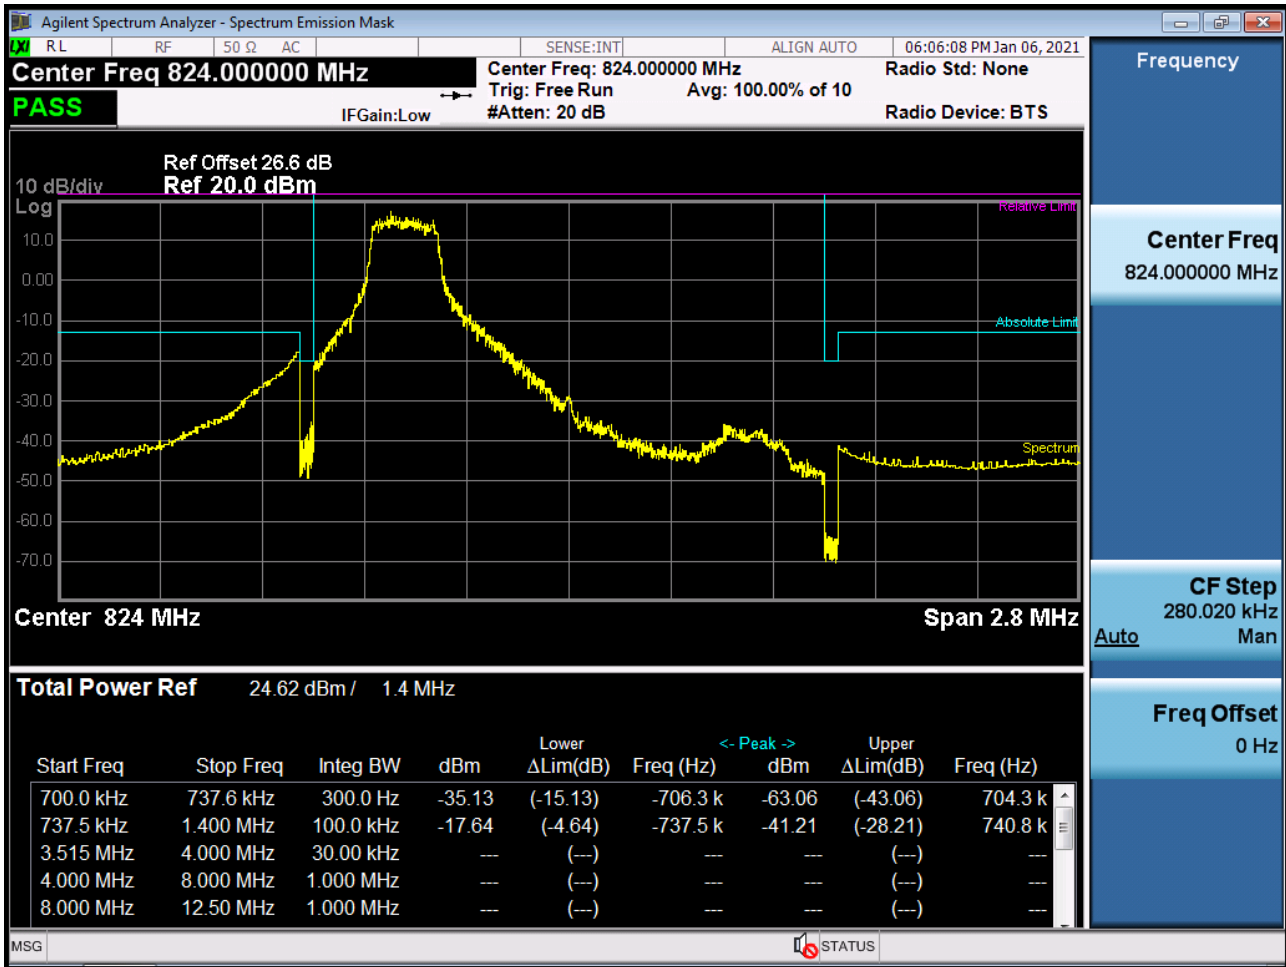 Agilent Spectrum Analyzer - Spectrum Emission Mask
LXI RL RF 50 Ω AC SENSE:INT ALIGN AUTO 06:06:08 PM Jan 06, 2021
Center Freq 824.000000 MHz
Center Freq: 824.000000 MHz
Radio Std: None
Trig: Free Run Avg: 100.00% of 10
PASS
IFGain:Low
#Atten: 20 dB
Radio Device: BTS
Ref Offset 26.6 dB
10 dB/div Ref 20.0 dBm
Log
Relative Limit
10.0
0.00
-10.0
Absolute Limit
-20.0
-30.0
-40.0
Spectrum
-50.0
-60.0
-70.0
Center 824 MHz Span 2.8 MHz
Total Power Ref 24.62 dBm / 1.4 MHz
Lower <- Peak -> Upper
Start Freq Stop Freq Integ BW dBm ΔLim(dB) Freq (Hz) dBm ΔLim(dB) Freq (Hz)
700.0 kHz 737.6 kHz 300.0 Hz -35.13 (-15.13) -706.3 k -63.06 (-43.06) 704.3 k
737.5 kHz 1.400 MHz 100.0 kHz -17.64 (-4.64) -737.5 k -41.21 (-28.21) 740.8 k
3.515 MHz 4.000 MHz 30.00 kHz --- (---) --- --- (---) ---
4.000 MHz 8.000 MHz 1.000 MHz --- (---) --- --- (---) ---
8.000 MHz 12.50 MHz 1.000 MHz --- (---) --- --- (---) ---
MSG STATUS
Frequency
Center Freq
824.000000 MHz
CF Step
280.020 kHz
Auto Man
Freq Offset
0 Hz